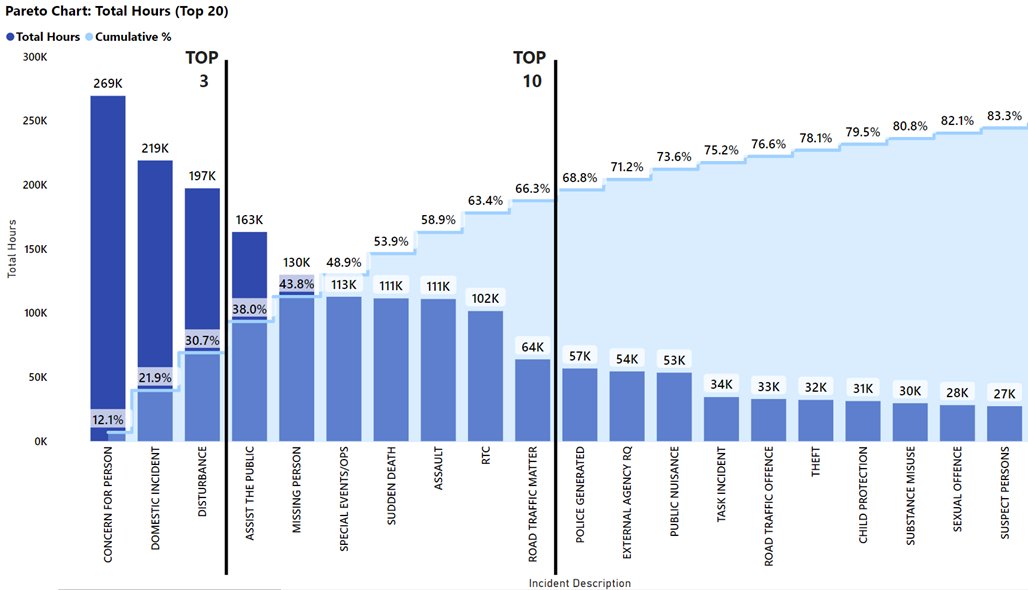 Pareto Chart: Total Hours (Top 20)
Total Hours Cumulative %
TOP 3
TOP 10
Total Hours
300K
250K
200K
150K
100K
50K
0K
269K
219K
197K
163K
130K
113K
111K
111K
102K
64K
57K
54K
53K
34K
33K
32K
31K
30K
28K
27K
12.1%
21.9%
30.7%
38.0%
43.8%
48.9%
53.9%
58.9%
63.4%
66.3%
68.8%
71.2%
73.6%
75.2%
76.6%
78.1%
79.5%
80.8%
82.1%
83.3%
CONCERN FOR PERSON
DOMESTIC INCIDENT
DISTURBANCE
ASSIST THE PUBLIC
MISSING PERSON
SPECIAL EVENTS/OPS
SUDDEN DEATH
ASSAULT
RTC
ROAD TRAFFIC MATTER
POLICE GENERATED
EXTERNAL AGENCY RQ
PUBLIC NUISANCE
TASK INCIDENT
ROAD TRAFFIC OFFENCE
THEFT
CHILD PROTECTION
SUBSTANCE MISUSE
SEXUAL OFFENCE
SUSPECT PERSONS
Incident Description